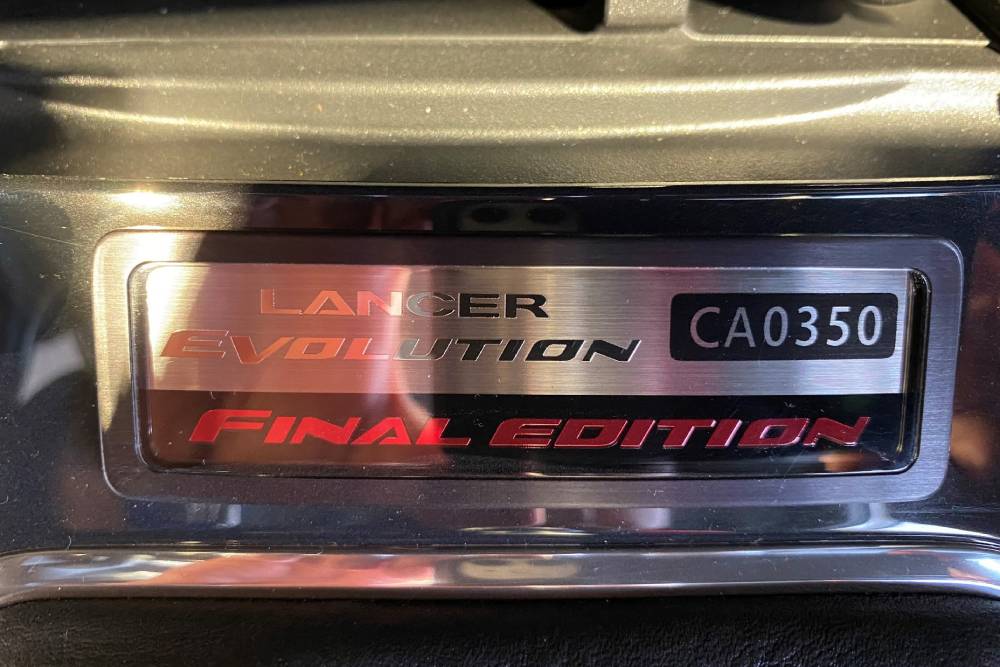 LANCER
EVOLUTION
CA0350
FINAL EDITION